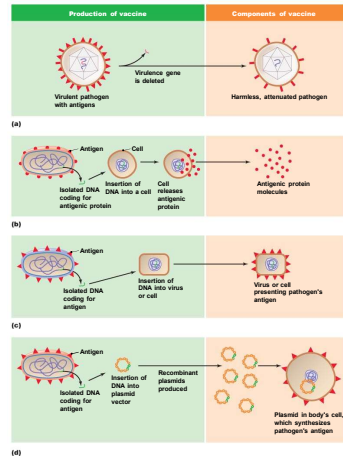 Production of vaccine
Components of vaccine
Virulence gene
is deleted
Virulent pathogen
with antigens
Harmless, attenuated pathogen
(a)
Antigen
Cell
Isolated DNA
coding for
antigenic protein
Insertion of
DNA into a cell
Cell
releases
antigenic
protein
Antigenic protein
molecules
(b)
Antigen
Isolated DNA
coding for
antigen
Insertion of
DNA into virus
or cell
Virus or cell
presenting pathogen's
antigen
(c)
Antigen
Isolated DNA
coding for
antigen
Insertion of
DNA into
plasmid
vector
Recombinant
plasmids
produced
Plasmid in body's cell,
which synthesizes
pathogen's antigen
(d)